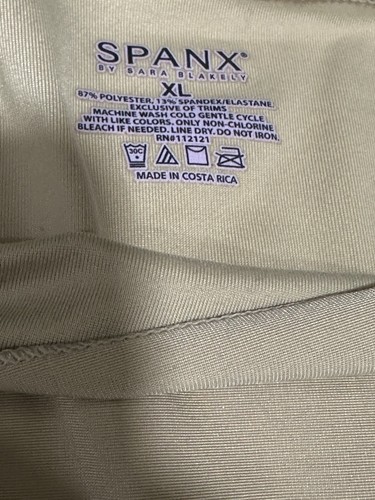 SPANX®
BY SARA BLAKELY
XL
87% POLYESTER, 13% SPANDEX/ELASTANE.
EXCLUSIVE OF TRIMS
MACHINE WASH COLD GENTLE CYCLE
WITH LIKE COLORS. ONLY NON-CHLORINE
BLEACH IF NEEDED. LINE DRY. DO NOT IRON.
RN#112121
30C
MADE IN COSTA RICA